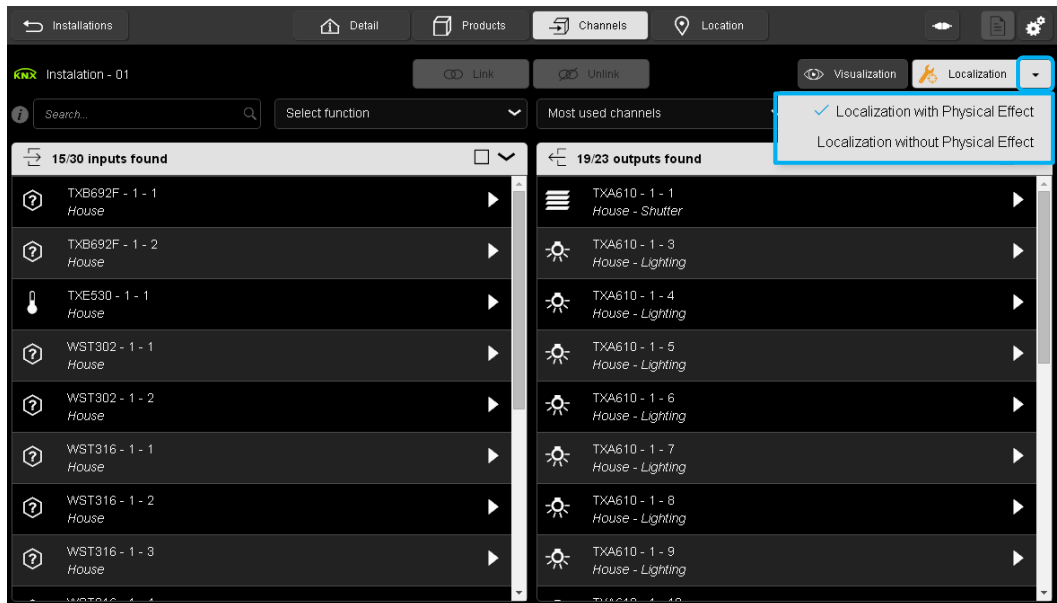 Installations
Detail
Products
Channels
Location
KNX Instalation - 01
Link
Unlink
Visualization
Localization
Search...
Select function
Most used channels
Localization with Physical Effect
Localization without Physical Effect
15/30 inputs found
TXB692F - 1 - 1
House
TXB692F - 1 - 2
House
TXE530 - 1 - 1
House
WST302 - 1 - 1
House
WST302 - 1 - 2
House
WST316 - 1 - 1
House
WST316 - 1 - 2
House
WST316 - 1 - 3
House
19/23 outputs found
TXA610 - 1 - 1
House - Shutter
TXA610 - 1 - 3
House - Lighting
TXA610 - 1 - 4
House - Lighting
TXA610 - 1 - 5
House - Lighting
TXA610 - 1 - 6
House - Lighting
TXA610 - 1 - 7
House - Lighting
TXA610 - 1 - 8
House - Lighting
TXA610 - 1 - 9
House - Lighting